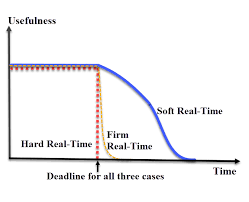 Usefulness
Soft Real-Time
Hard Real-Time
Firm
Real-Time
Time
Deadline for all three cases